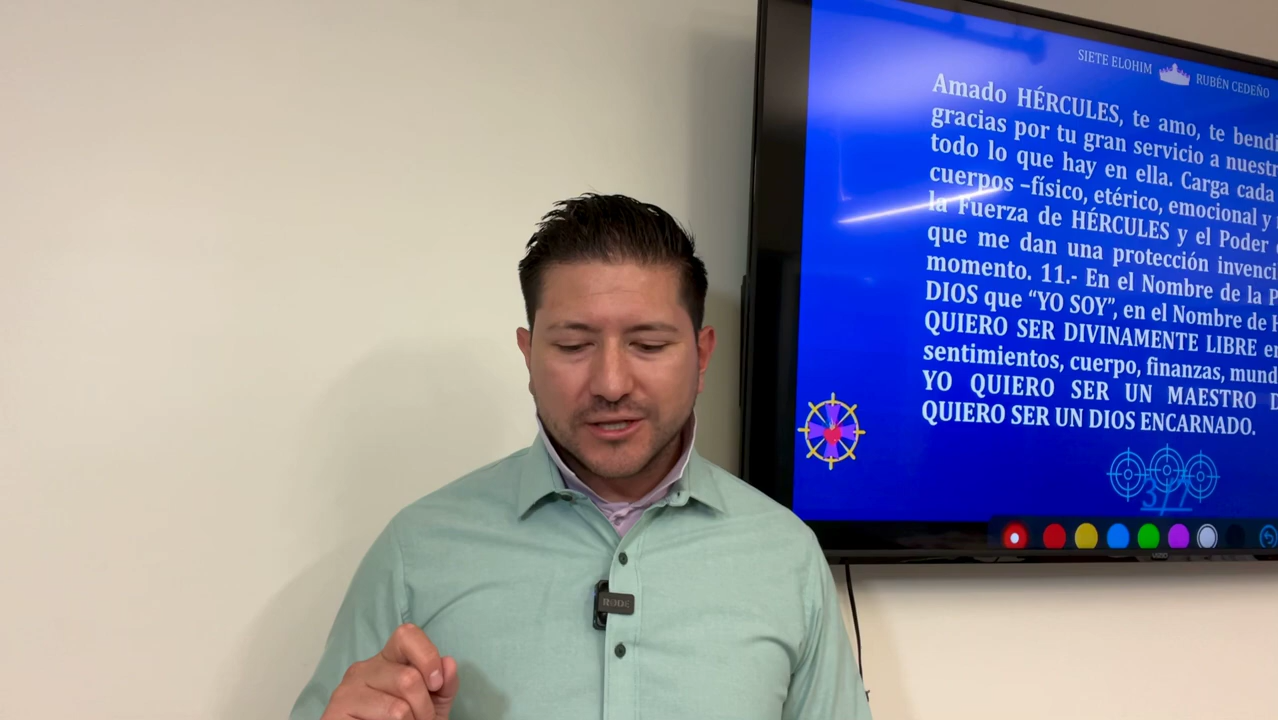 SIETE ELOHIM RUBÉN CEDEÑO
Amado HÉRCULES, te amo, te bendi
gracias por tu gran servicio a nuestr
todo lo que hay en ella. Carga cada
cuerpos –físico, etérico, emocional y
la Fuerza de HÉRCULES y el Poder
que me dan una protección invenci
momento. 11.- En el Nombre de la P
DIOS que “YO SOY”, en el Nombre de
QUIERO SER DIVINAMENTE LIBRE en
sentimientos, cuerpo, finanzas, mund
YO QUIERO SER UN MAESTRO D
QUIERO SER UN DIOS ENCARNADO.
377
VIZIO
RODE